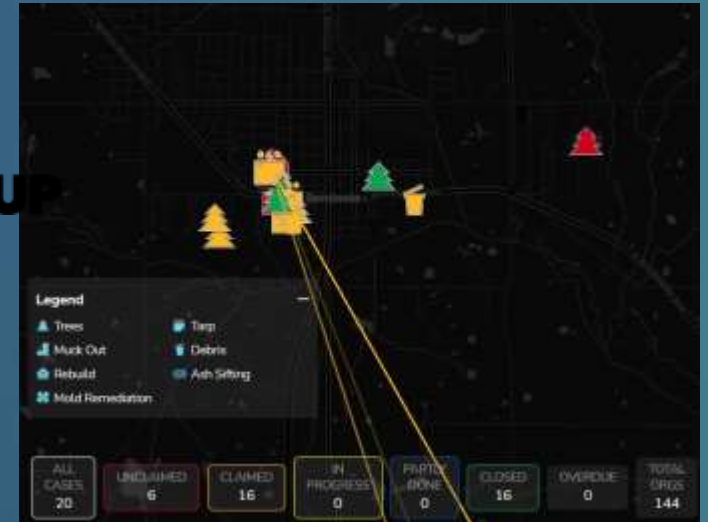 UP
Legend
Trees
Tarp
Muck Out
Debris
Rebuild
Ash Sifting
Mold Remediation
ALL CASES 20
UNCLAIMED 6
CLAIMED 16
IN PROGRESS 0
PARTLY DONE 0
CLOSED 16
OVERDUE 0
TOTAL ORGS 144